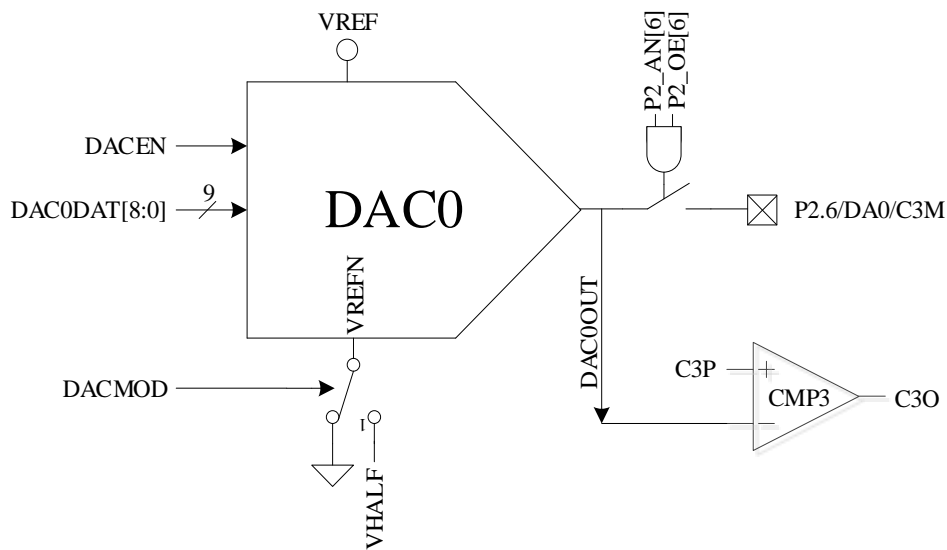 VREF
P2_AN[6]
P2_OE[6]
DACEN
DAC0DAT[8:0]
9
DAC0
P2.6/DA0/C3M
VREFN
DAC0OUT
DACMOD
C3P
+
CMP3
C3O
-
1
VHALF